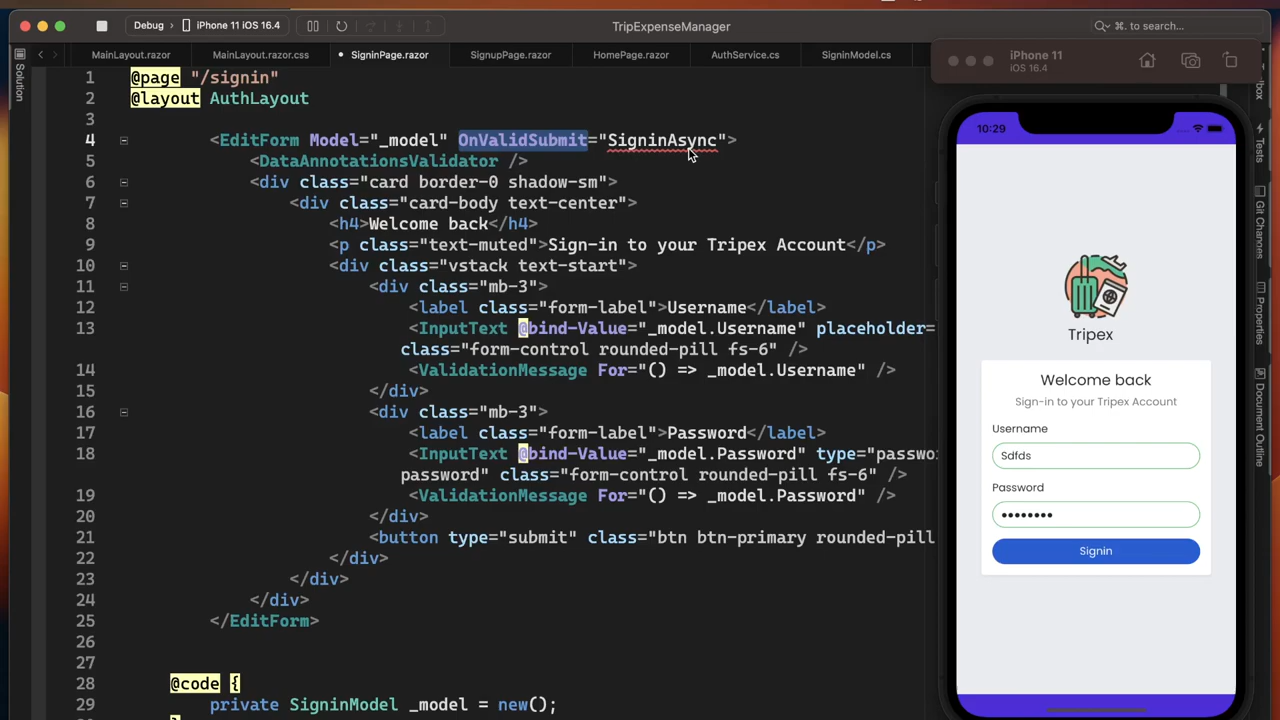 Debug
iPhone 11 iOS 16.4
TripExpenseManager
⌘. to search...
Solution
MainLayout.razor
MainLayout.razor.css
SigninPage.razor
SignupPage.razor
HomePage.razor
AuthService.cs
SigninModel.cs
1 @page "/signin"
2 @layout AuthLayout
3
4 <EditForm Model="_model" OnValidSubmit="SigninAsync">
5 <DataAnnotationsValidator />
6 <div class="card border-0 shadow-sm">
7 <div class="card-body text-center">
8 <h4>Welcome back</h4>
9 <p class="text-muted">Sign-in to your Tripex Account</p>
10 <div class="vstack text-start">
11 <div class="mb-3">
12 <label class="form-label">Username</label>
13 <InputText @bind-Value="_model.Username" placeholder=
class="form-control rounded-pill fs-6" />
14 <ValidationMessage For="() => _model.Username" />
15 </div>
16 <div class="mb-3">
17 <label class="form-label">Password</label>
18 <InputText @bind-Value="_model.Password" type="passwo
password" class="form-control rounded-pill fs-6" />
19 <ValidationMessage For="() => _model.Password" />
20 </div>
21 <button type="submit" class="btn btn-primary rounded-pill
22 </div>
23 </div>
24 </div>
25 </EditForm>
26
27
28 @code {
29 private SigninModel _model = new();
iPhone 11
iOS 16.4
10:29
Tripex
Welcome back
Sign-in to your Tripex Account
Username
Sdfds
Password
••••••••
Signin
Tests
Git Changes
Properties
Document Outline